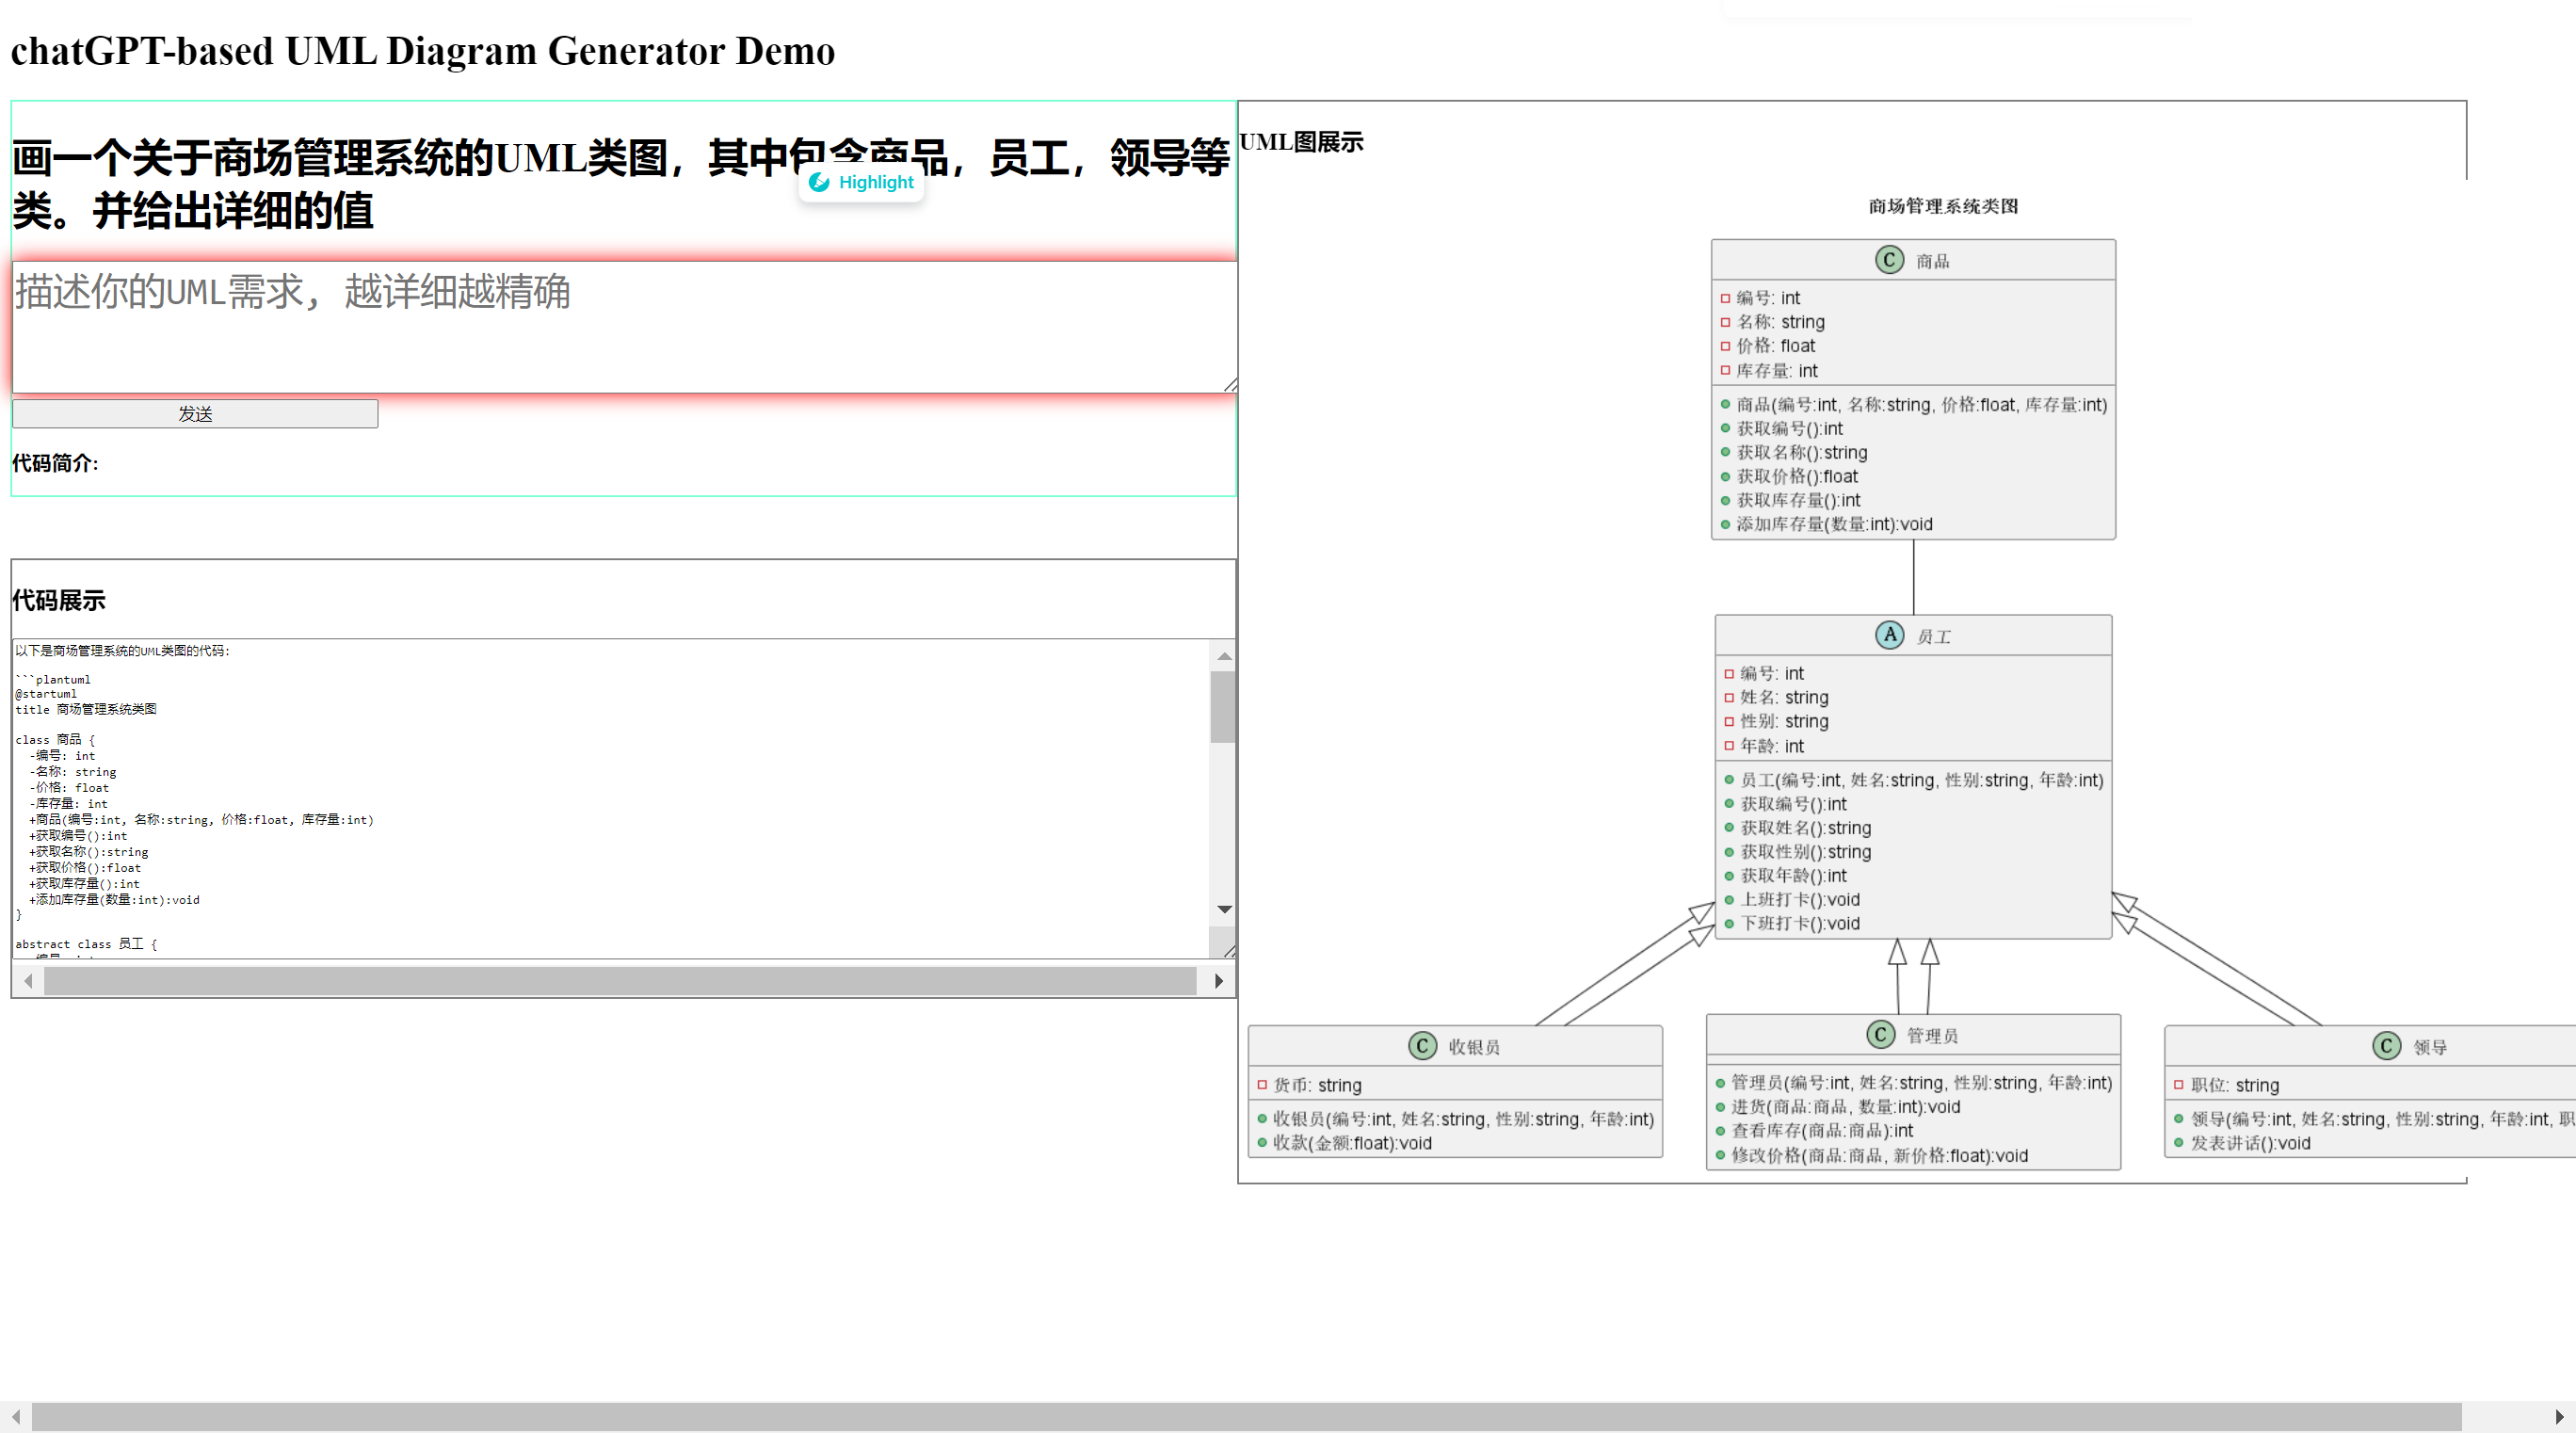 chatGPT-based UML Diagram Generator Demo
画一个关于商场管理系统的UML类图，其中包含商品，员工，领导等
类。并给出详细的值
Highlight
描述你的UML需求, 越详细越精确
发送
代码简介:
代码展示
以下是商场管理系统的UML类图的代码:
```plantuml
@startuml
title 商场管理系统类图
class 商品 {
-编号: int
-名称: string
-价格: float
-库存量: int
+商品(编号:int, 名称:string, 价格:float, 库存量:int)
+获取编号():int
+获取名称():string
+获取价格():float
+获取库存量():int
+添加库存量(数量:int):void
}
abstract class 员工 {
UML图展示
商场管理系统类图
C 商品
编号: int
名称: string
价格: float
库存量: int
商品(编号:int, 名称:string, 价格:float, 库存量:int)
获取编号():int
获取名称():string
获取价格():float
获取库存量():int
添加库存量(数量:int):void
A 员工
编号: int
姓名: string
性别: string
年龄: int
员工(编号:int, 姓名:string, 性别:string, 年龄:int)
获取编号():int
获取姓名():string
获取性别():string
获取年龄():int
上班打卡():void
下班打卡():void
C 收银员
货币: string
收银员(编号:int, 姓名:string, 性别:string, 年龄:int)
收款(金额:float):void
C 管理员
管理员(编号:int, 姓名:string, 性别:string, 年龄:int)
进货(商品:商品, 数量:int):void
查看库存(商品:商品):int
修改价格(商品:商品, 新价格:float):void
C 领导
职位: string
领导(编号:int, 姓名:string, 性别:string, 年龄:int, 职
发表讲话():void